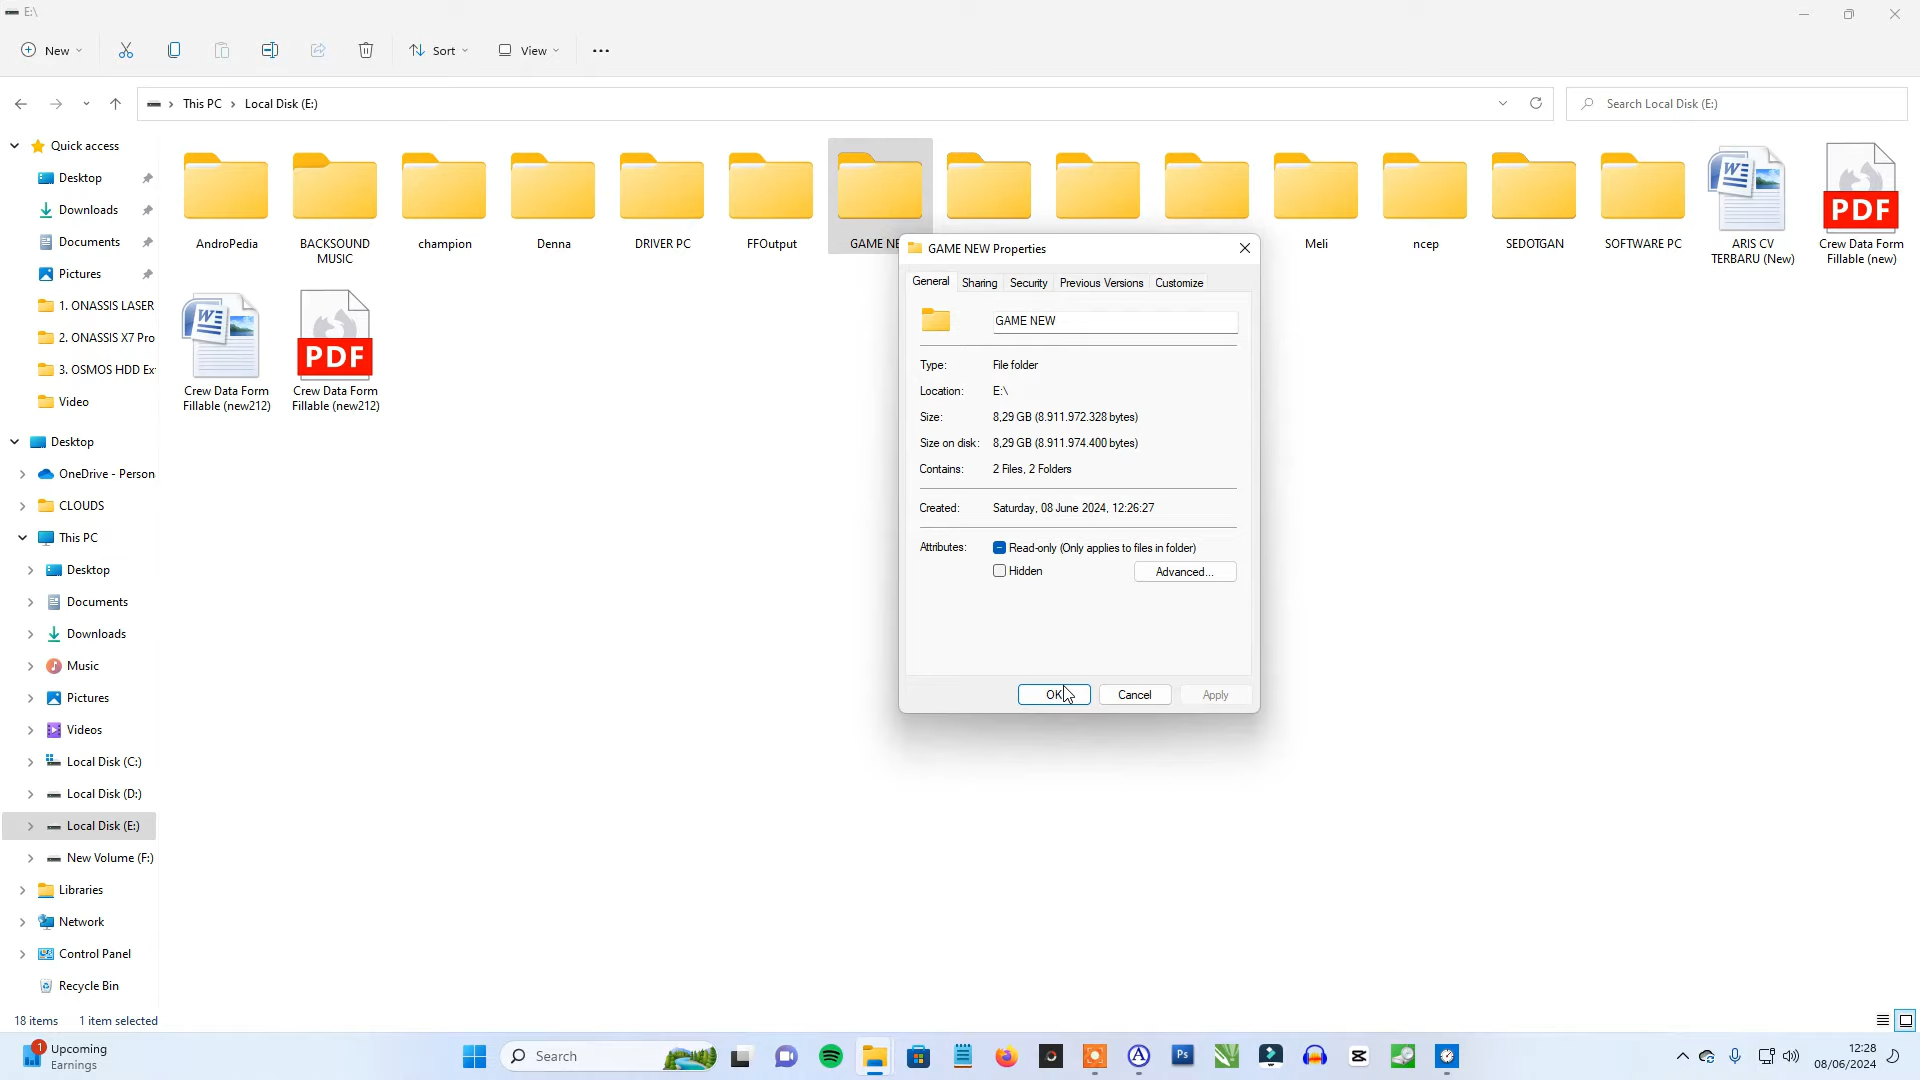 E:\
New
Sort
View
This PC
Local Disk (E:)
Search Local Disk (E:)
Quick access
Desktop
Downloads
Documents
Pictures
1. ONASSIS LASER
2. ONASSIS X7 Pro
3. OSMOS HDD Ex
Video
Desktop
OneDrive - Person
CLOUDS
This PC
Desktop
Documents
Downloads
Music
Pictures
Videos
Local Disk (C:)
Local Disk (D:)
Local Disk (E:)
New Volume (F:)
Libraries
Network
Control Panel
Recycle Bin
AndroPedia
BACKSOUND
MUSIC
champion
Denna
DRIVER PC
FFOutput
GAME NE
Meli
ncep
SEDOTGAN
SOFTWARE PC
W
ARIS CV
TERBARU (New)
PDF
Crew Data Form
Fillable (new)
W
Crew Data Form
Fillable (new212)
PDF
Crew Data Form
Fillable (new212)
GAME NEW Properties
General
Sharing
Security
Previous Versions
Customize
GAME NEW
Type: File folder
Location: E:\
Size: 8,29 GB (8.911.972.328 bytes)
Size on disk: 8,29 GB (8.911.974.400 bytes)
Contains: 2 Files, 2 Folders
Created: Saturday, 08 June 2024, 12:26:27
Attributes: Read-only (Only applies to files in folder)
Hidden
Advanced...
OK
Cancel
Apply
18 items
1 item selected
1
Upcoming
Earnings
Search
Ps
12:28
08/06/2024